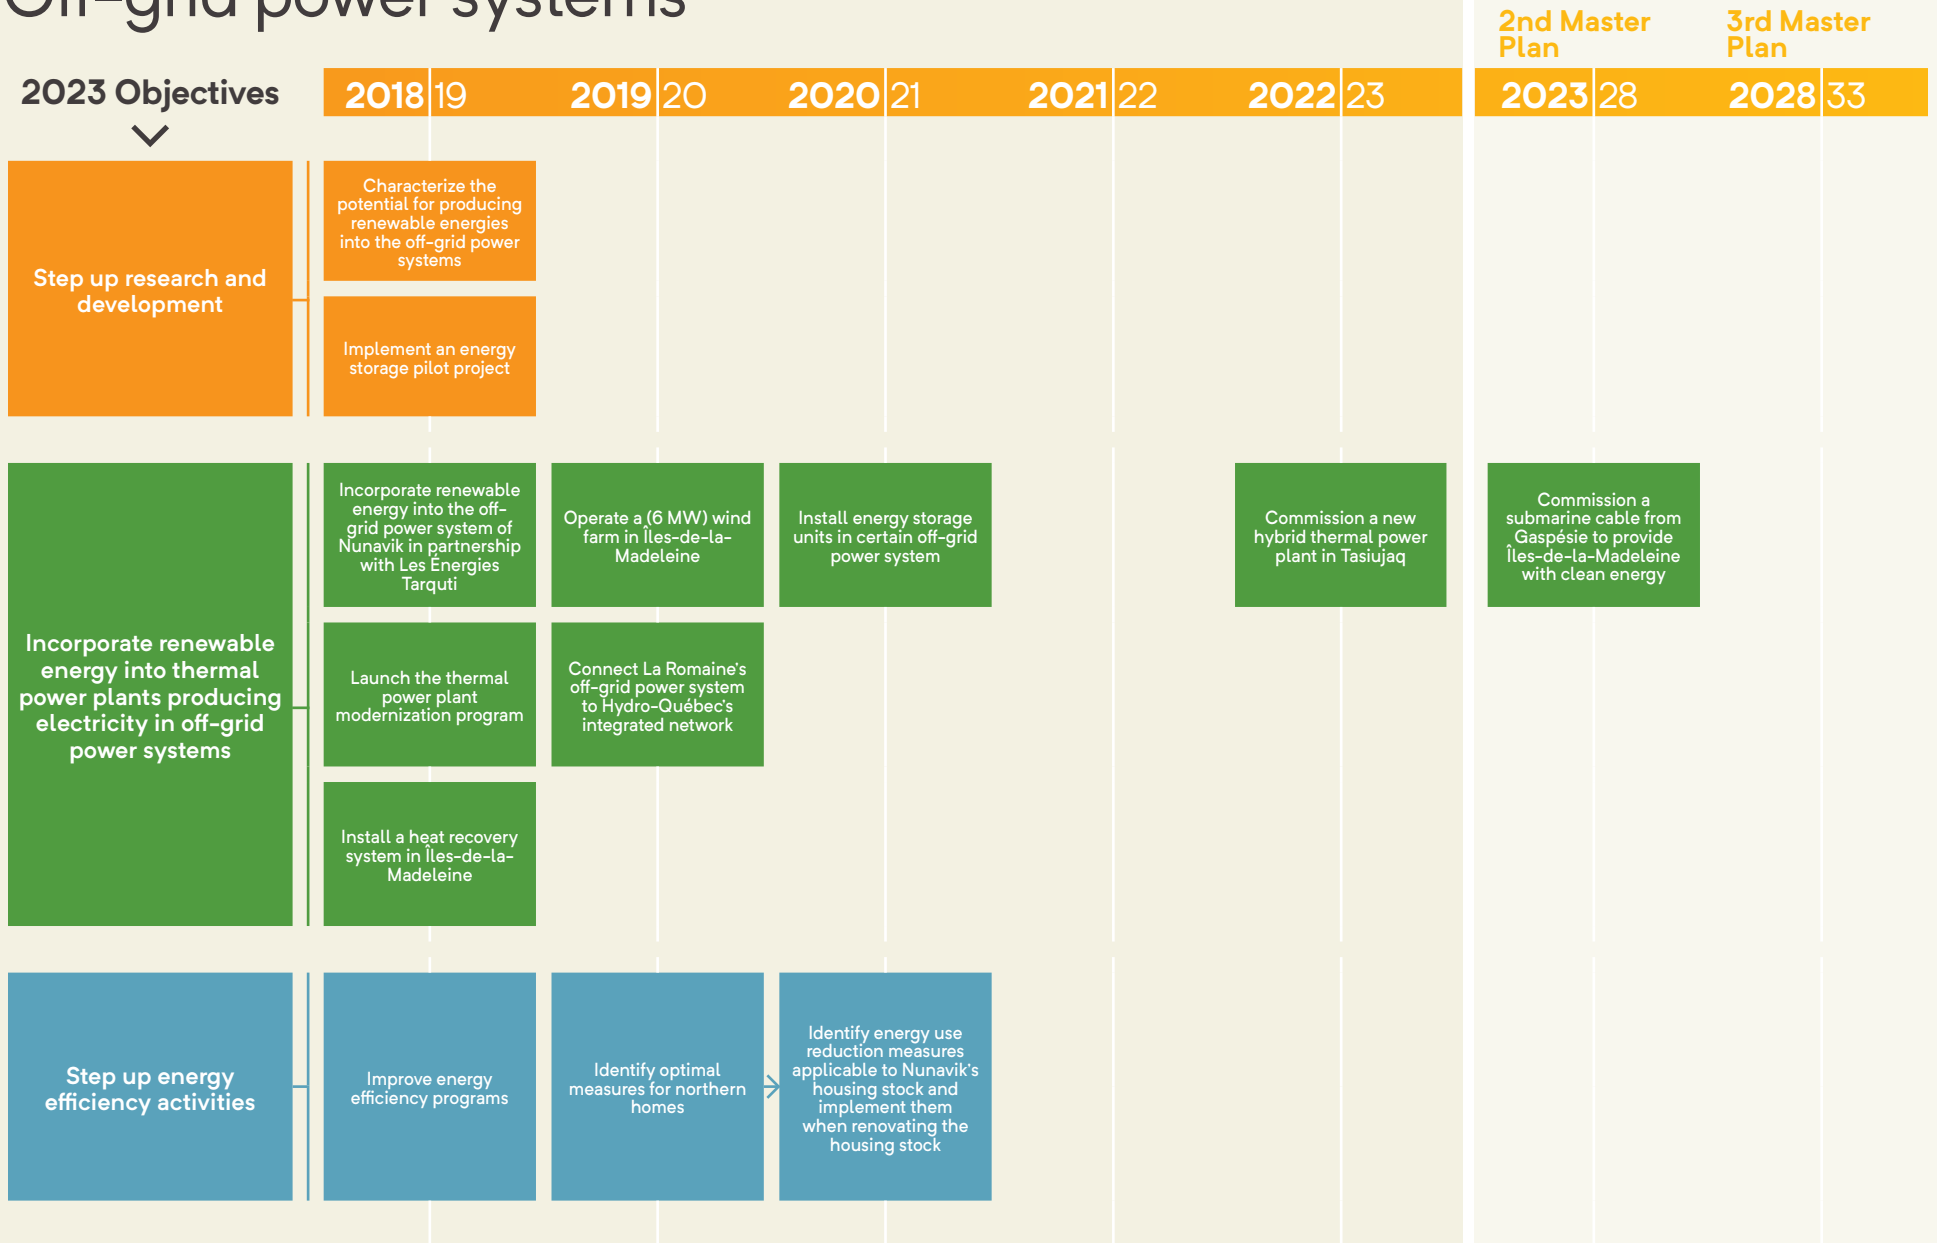 Off-grid power systems
2nd Master
Plan
3rd Master
Plan
2023 Objectives
2018|19
2019|20
2020|21
2021|22
2022|23
2023|28
2028|33
Step up research and
development
Characterize the
potential for producing
renewable energies
into the off-grid power
systems
Implement an energy
storage pilot project
Incorporate renewable
energy into thermal
power plants producing
electricity in off-grid
power systems
Incorporate renewable
energy into the off-
grid power system of
Nunavik in partnership
with Les Énergies
Tarquti
Operate a (6 MW) wind
farm in Îles-de-la-
Madeleine
Install energy storage
units in certain off-grid
power system
Commission a new
hybrid thermal power
plant in Tasiujaq
Commission a
submarine cable from
Gaspésie to provide
Îles-de-la-Madeleine
with clean energy
Launch the thermal
power plant
modernization program
Connect La Romaine's
off-grid power system
to Hydro-Québec's
integrated network
Install a heat recovery
system in Îles-de-la-
Madeleine
Step up energy
efficiency activities
Improve energy
efficiency programs
Identify optimal
measures for northern
homes
Identify energy use
reduction measures
applicable to Nunavik's
housing stock and
implement them
when renovating the
housing stock